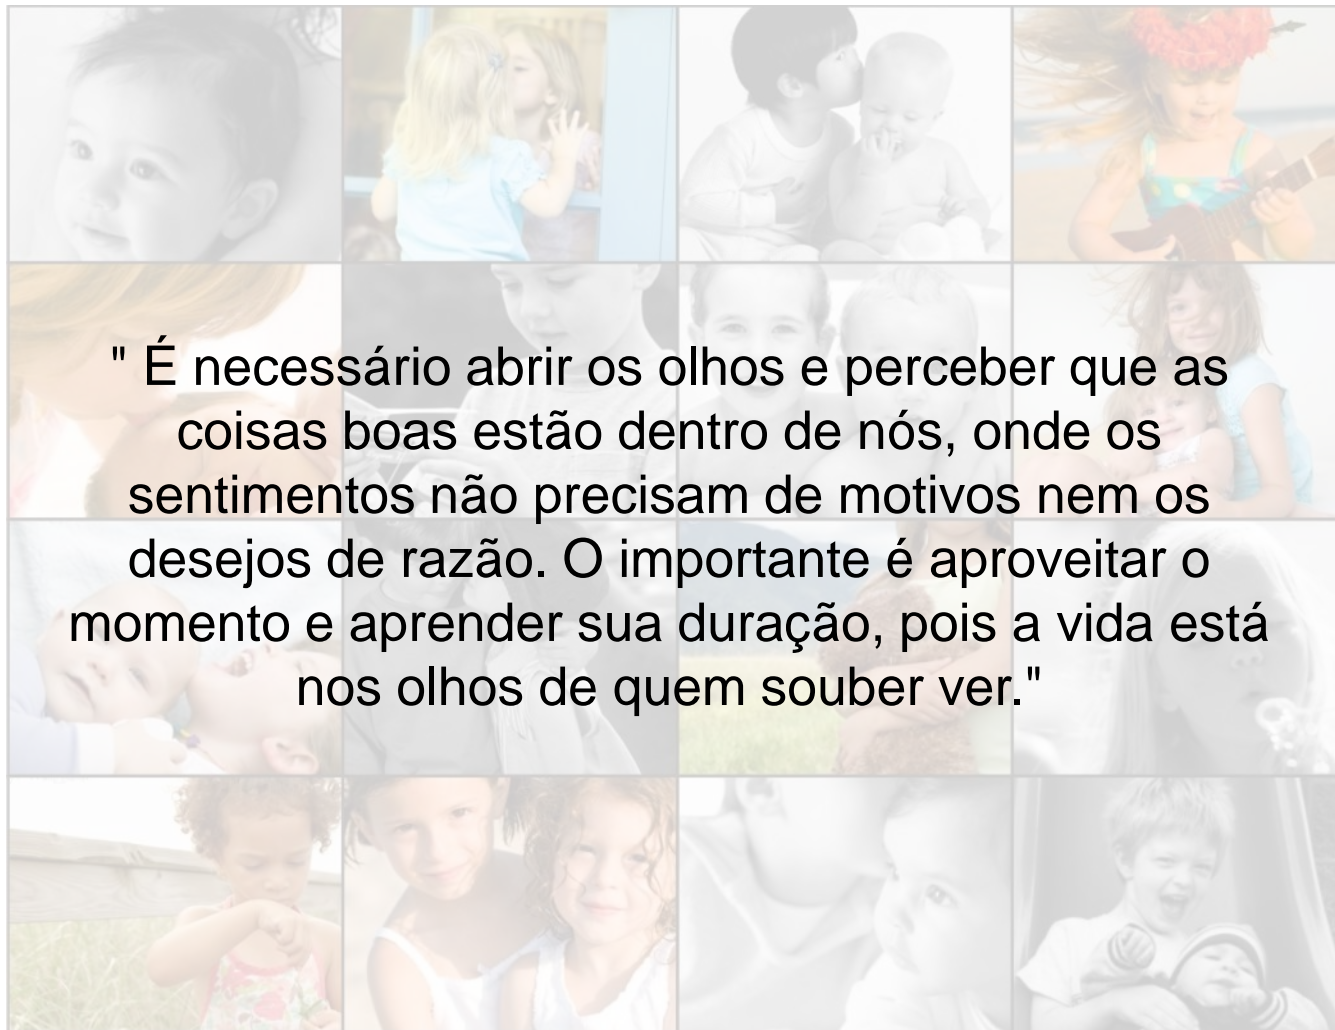 " É necessário abrir os olhos e perceber que as
coisas boas estão dentro de nós, onde os
sentimentos não precisam de motivos nem os
desejos de razão. O importante é aproveitar o
momento e aprender sua duração, pois a vida está
nos olhos de quem souber ver."